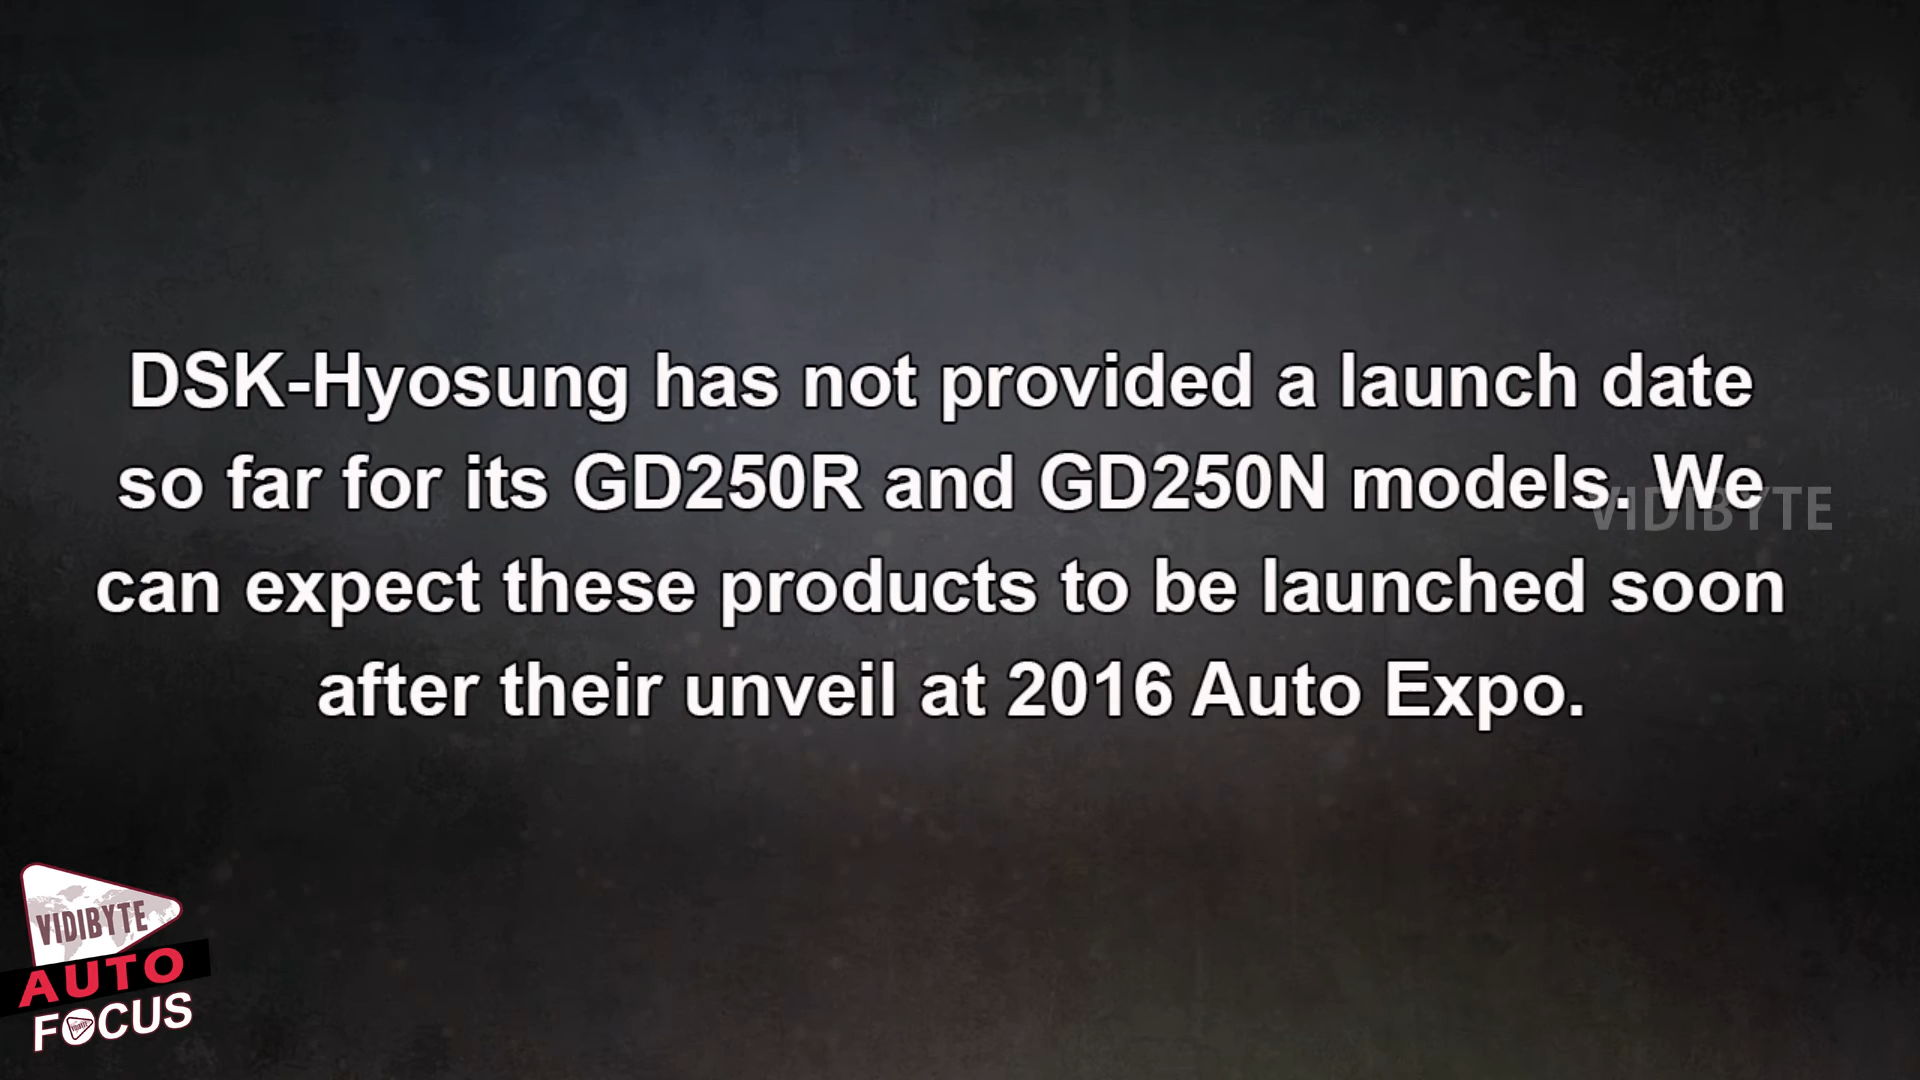 DSK-Hyosung has not provided a launch date
so far for its GD250R and GD250N models. We
can expect these products to be launched soon
after their unveil at 2016 Auto Expo.
VIDIBYTE
VIDIBYTE
AUTO
FOCUS